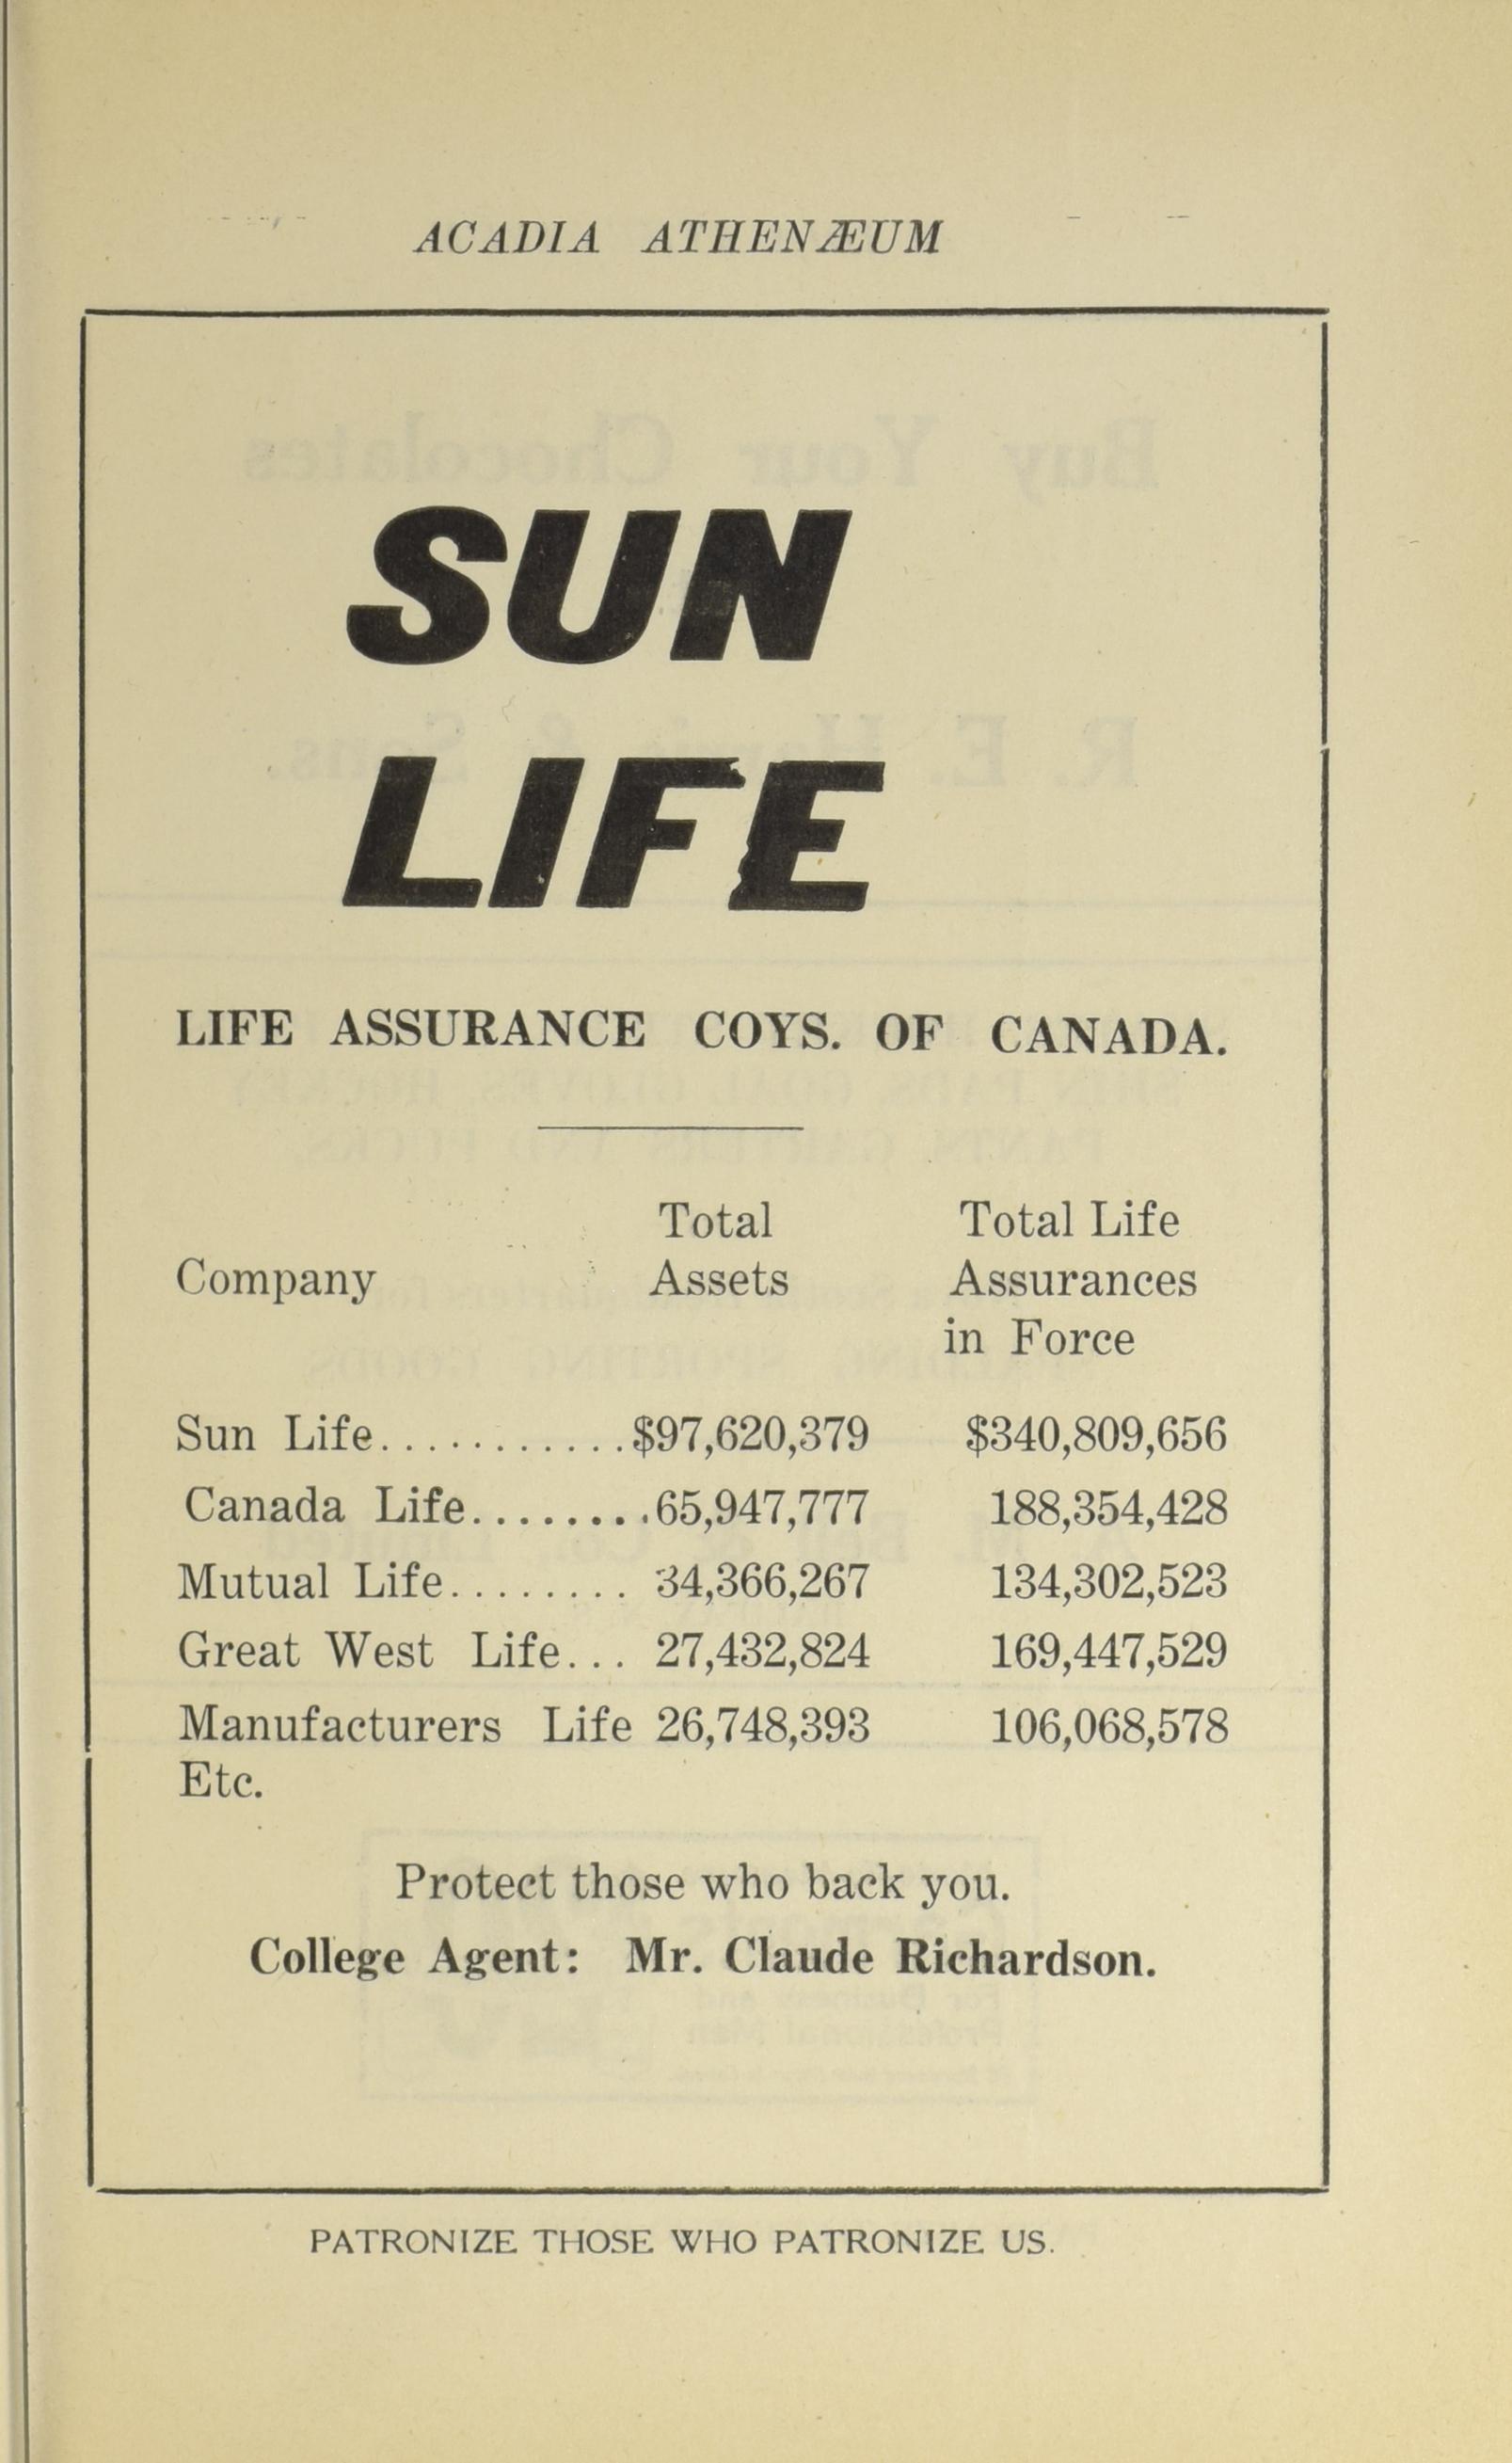 ACADIA ATHENÆUM
SUN
LIFE
LIFE ASSURANCE COYS. OF CANADA.
Total Total Life
Company Assets Assurances
in Force
Sun Life............$97,620,379 $340,809,656
Canada Life.........65,947,777 188,354,428
Mutual Life........ 34,366,267 134,302,523
Great West Life... 27,432,824 169,447,529
Manufacturers Life 26,748,393 106,068,578
Etc.
Protect those who back you.
College Agent: Mr. Claude Richardson.
PATRONIZE THOSE WHO PATRONIZE US.